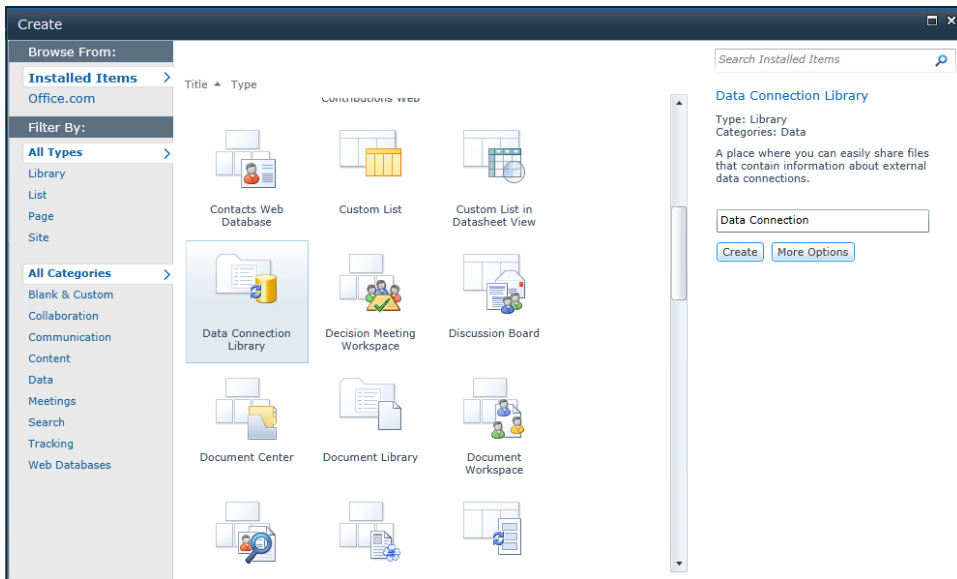 Create
Browse From:
Installed Items
Office.com
Filter By:
All Types
Library
List
Page
Site
All Categories
Blank & Custom
Collaboration
Communication
Content
Data
Meetings
Search
Tracking
Web Databases
Title Type
Contributions Web
Contacts Web
Database
Custom List
Custom List in
Datasheet View
Data Connection
Library
Decision Meeting
Workspace
Discussion Board
Document Center
Document Library
Document
Workspace
Search Installed Items
Data Connection Library
Type: Library
Categories: Data
A place where you can easily share files
that contain information about external
data connections.
Data Connection
Create More Options